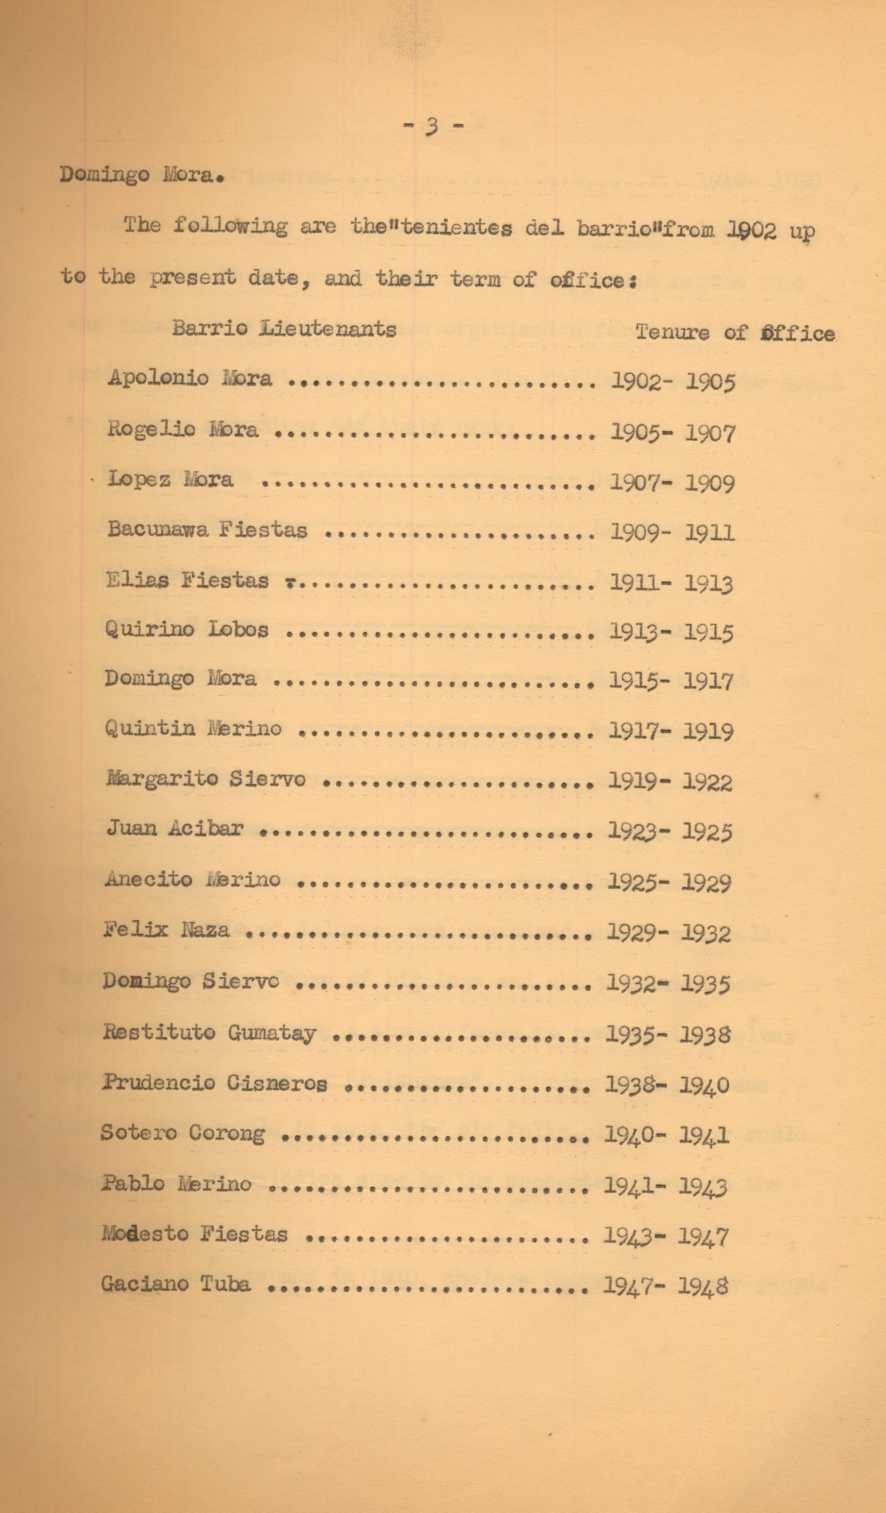 - 3 -
Domingo Mora.
The following are the"tenientes del barrio"from 1902 up
to the present date, and their term of office:
Barrio Lieutenants Tenure of Office
Apolonio Mora ......................... 1902- 1905
Rogelio Mora .......................... 1905- 1907
Lopez Mora ........................... 1907- 1909
Bacunawa Fiestas ...................... 1909- 1911
Elias Fiestas ........................ 1911- 1913
Quirino Lobos ......................... 1913- 1915
Domingo Mora .......................... 1915- 1917
Quintin Merino ........................ 1917- 1919
Margarito Siervo ...................... 1919- 1922
Juan Acibar ........................... 1923- 1925
Anecito Merino ........................ 1925- 1929
Felix Naza ............................ 1929- 1932
Domingo Siervo ........................ 1932- 1935
Restituto Gumatay ..................... 1935- 1938
Prudencio Cisneros .................... 1938- 1940
Sotero Corong ......................... 1940- 1941
Pablo Merino .......................... 1941- 1943
Modesto Fiestas ....................... 1943- 1947
Gaciano Tuba .......................... 1947- 1948